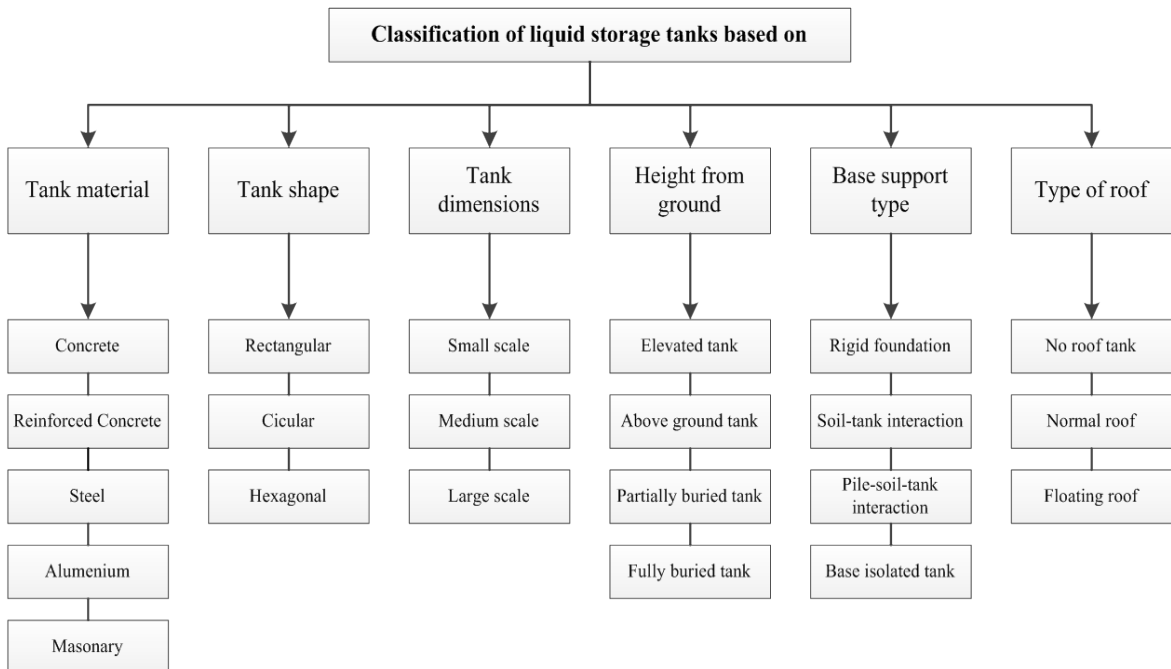 Classification of liquid storage tanks based on
Tank material
Tank shape
Tank
dimensions
Height from
ground
Base support
type
Type of roof
Concrete
Rectangular
Small scale
Elevated tank
Rigid foundation
No roof tank
Reinforced Concrete
Cicular
Medium scale
Above ground tank
Soil-tank interaction
Normal roof
Steel
Hexagonal
Large scale
Partially buried tank
Pile-soil-tank
interaction
Floating roof
Alumenium
Fully buried tank
Base isolated tank
Masonary